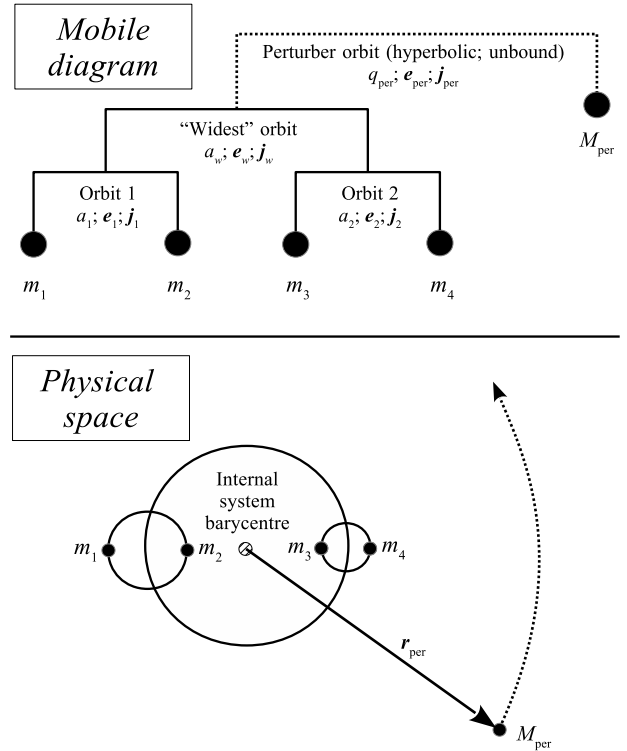 Mobile
diagram
Perturber orbit (hyperbolic; unbound)
q_per; e_per; j_per
M_per
“Widest” orbit
a_w; e_w; j_w
Orbit 1
a_1; e_1; j_1
Orbit 2
a_2; e_2; j_2
m_1
m_2
m_3
m_4
Physical
space
Internal
system
barycentre
m_1
m_2
m_3
m_4
r_per
M_per